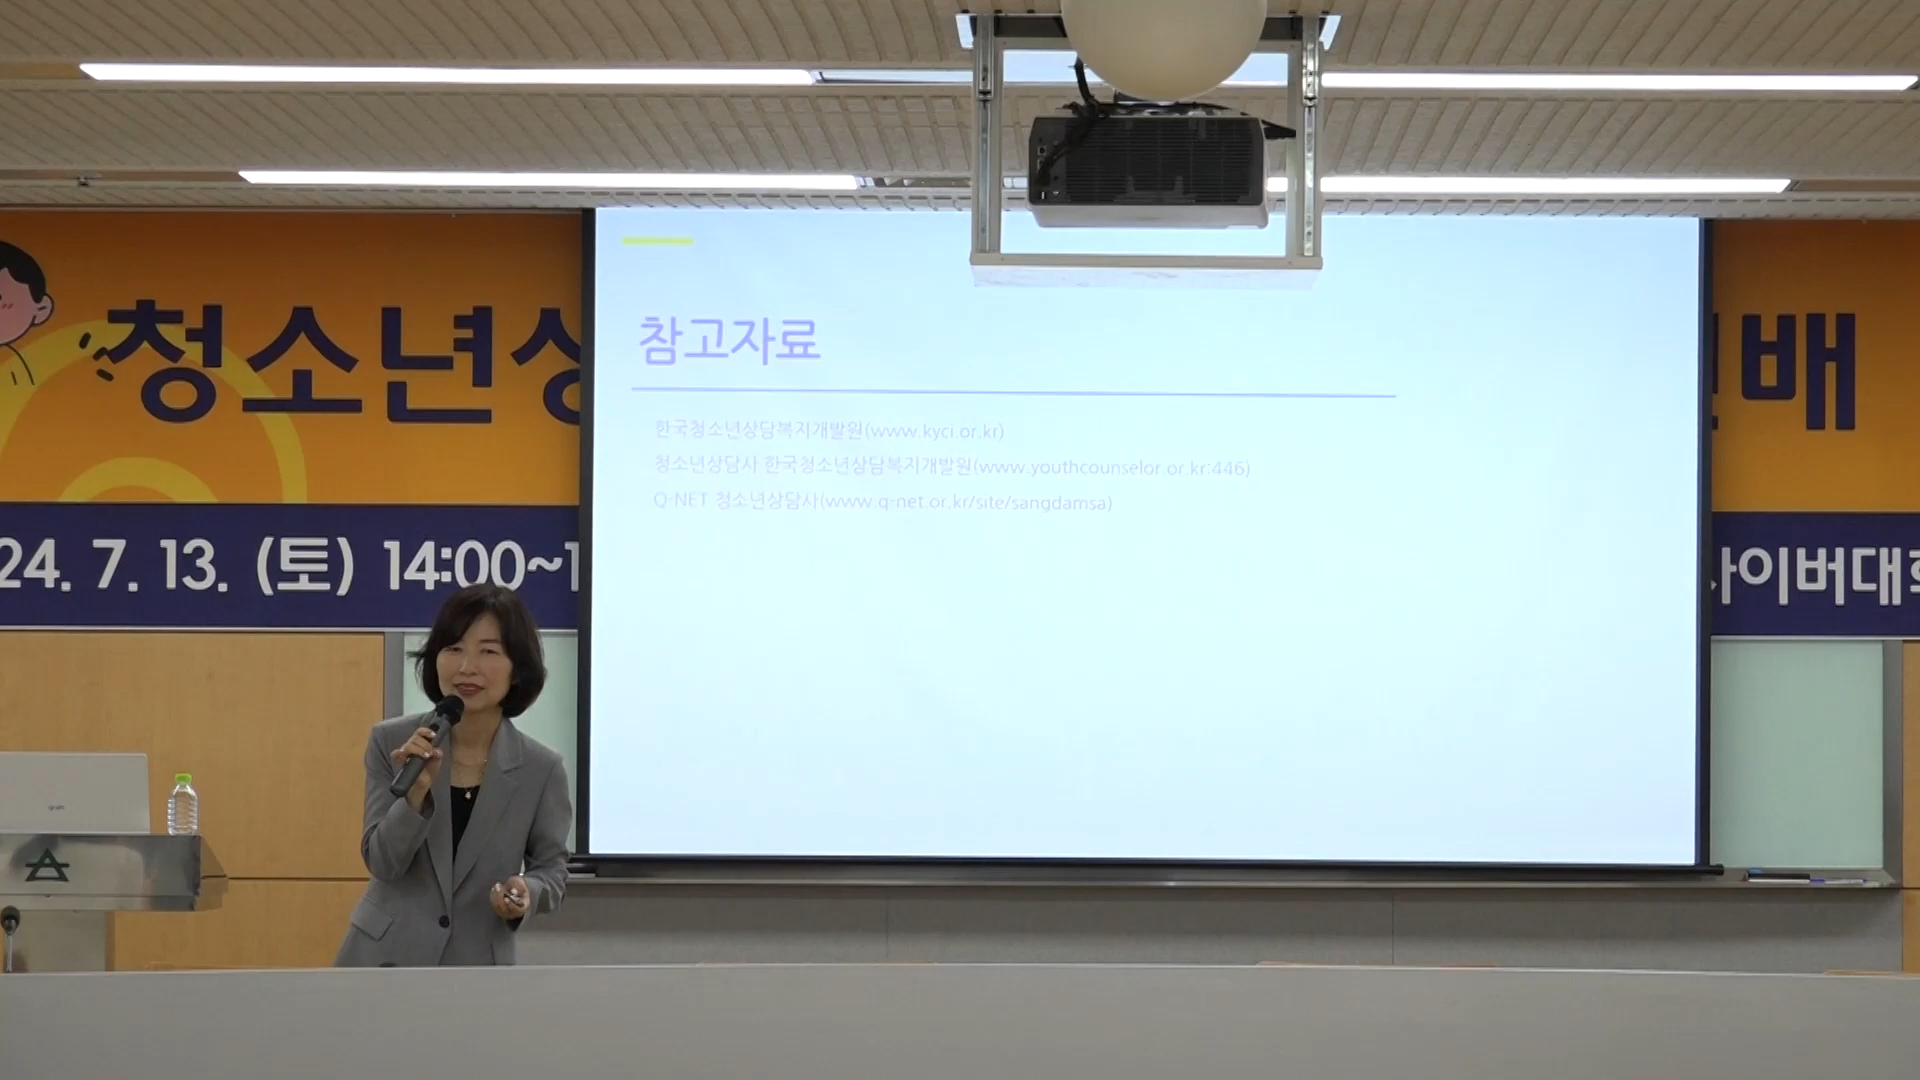 청소년상
배
24. 7. 13. (토) 14:00~1
사이버대
참고자료
한국청소년상담복지개발원(www.kyci.or.kr)
청소년상담사 한국청소년상담복지개발원(www.youthcounselor.or.kr:446)
Q-NET 청소년상담사(www.q-net.or.kr/site/sangdamsa)
gram